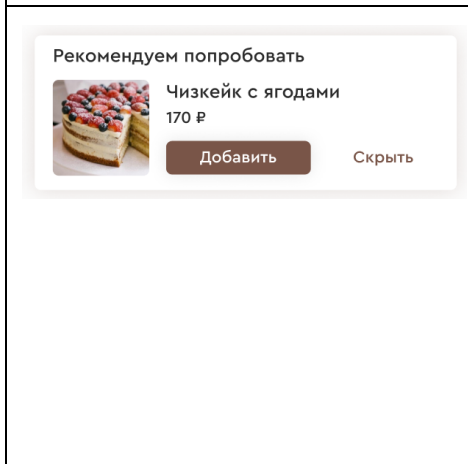 Рекомендуем попробовать
Чизкейк с ягодами
170 ₽
Добавить
Скрыть